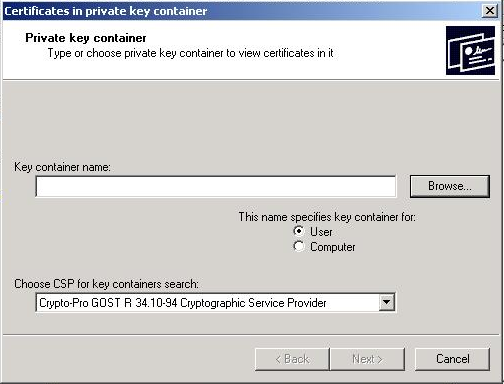 Certificates in private key container
Private key container
Type or choose private key container to view certificates in it
Key container name:
Browse...
This name specifies key container for:
User
Computer
Choose CSP for key containers search:
Crypto-Pro GOST R 34.10-94 Cryptographic Service Provider
< Back
Next >
Cancel